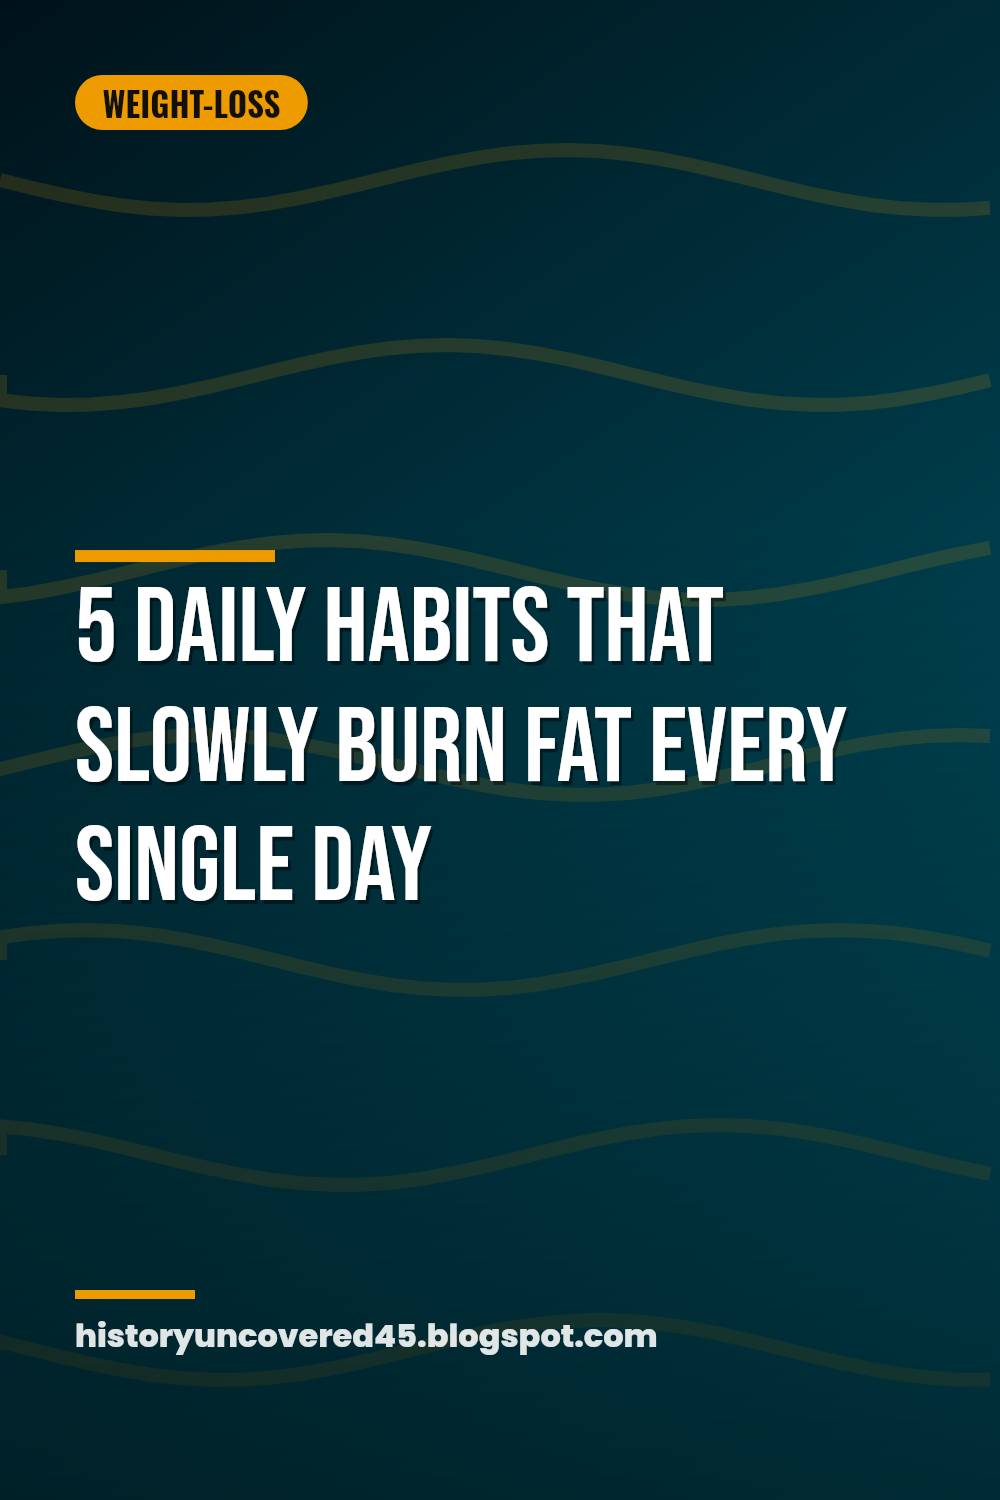 WEIGHT-LOSS
5 DAILY HABITS THAT
SLOWLY BURN FAT EVERY
SINGLE DAY
historyuncovered45.blogspot.com